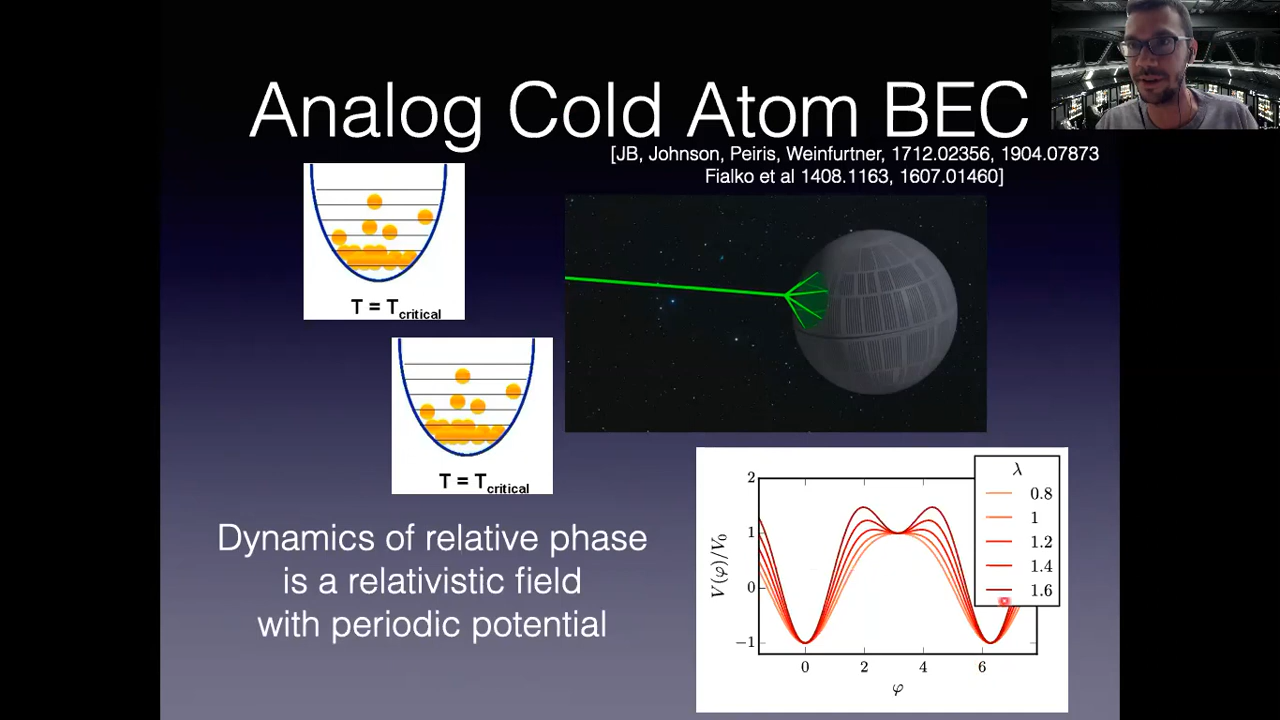 Analog Cold Atom BEC
[JB, Johnson, Peiris, Weinfurtner, 1712.02356, 1904.07873
Fialko et al 1408.1163, 1607.01460]
T = Tcritical
T = Tcritical
Dynamics of relative phase
is a relativistic field
with periodic potential
V(φ)/V0
2
1
0
−1
0
2
4
6
φ
λ
0.8
1
1.2
1.4
1.6